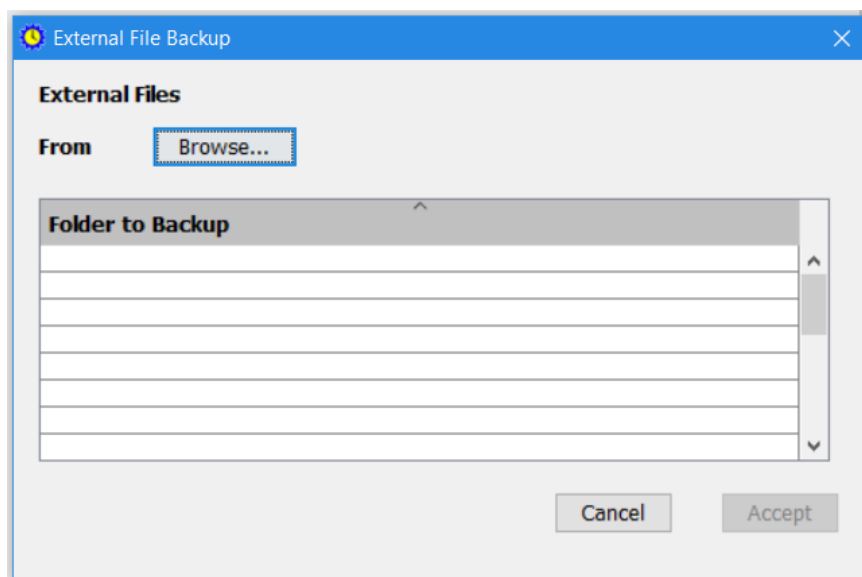 External File Backup
External Files
From Browse...
Folder to Backup
Cancel Accept